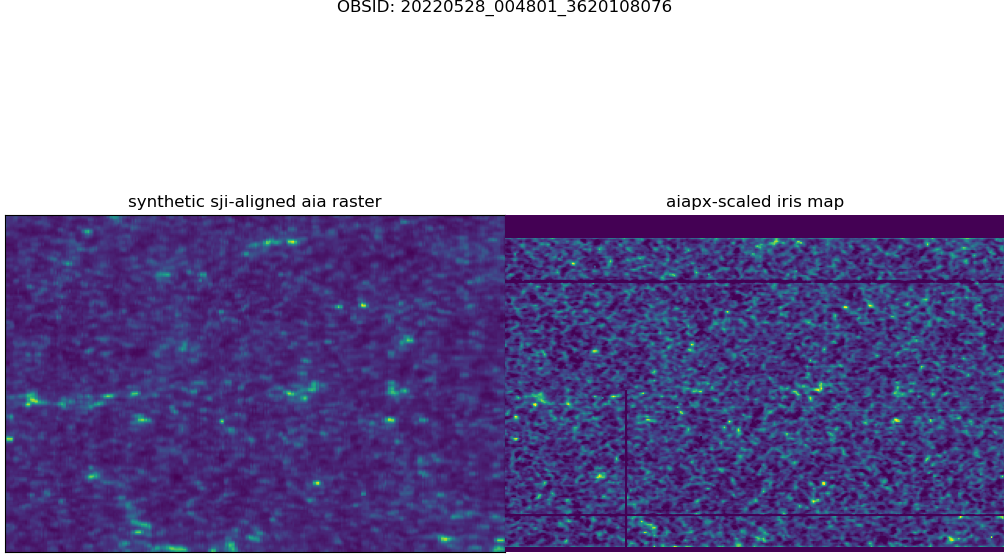 OBSID: 20220528_004801_3620108076
synthetic sji-aligned aia raster
aiapx-scaled iris map